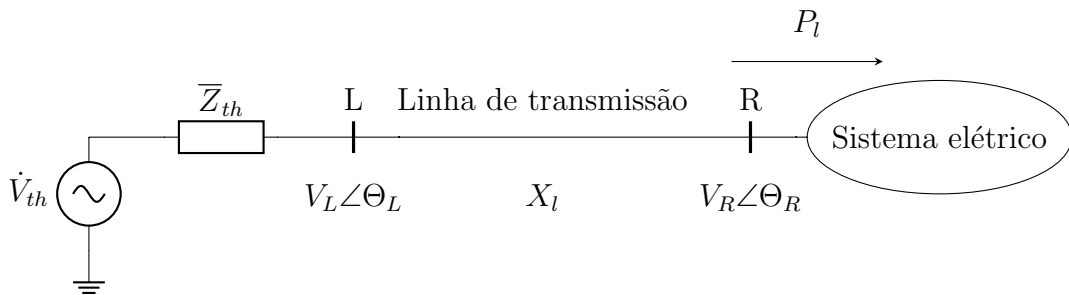 P_l
Z̅_th
L
Linha de transmissão
R
Sistema elétrico
V̇_th
V_L∠Θ_L
X_l
V_R∠Θ_R